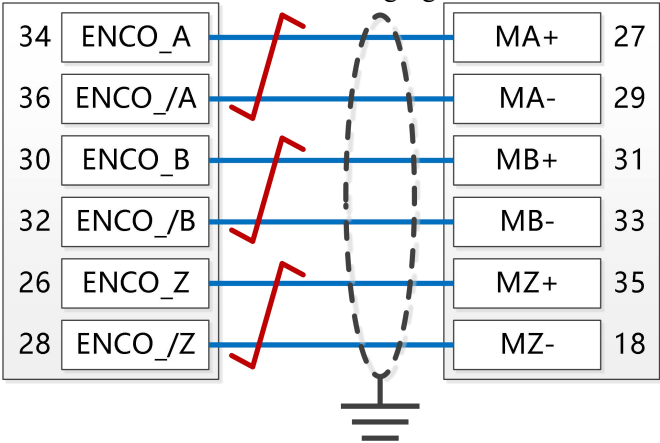 34 ENCO_A MA+ 27
36 ENCO_/A MA- 29
30 ENCO_B MB+ 31
32 ENCO_/B MB- 33
26 ENCO_Z MZ+ 35
28 ENCO_/Z MZ- 18